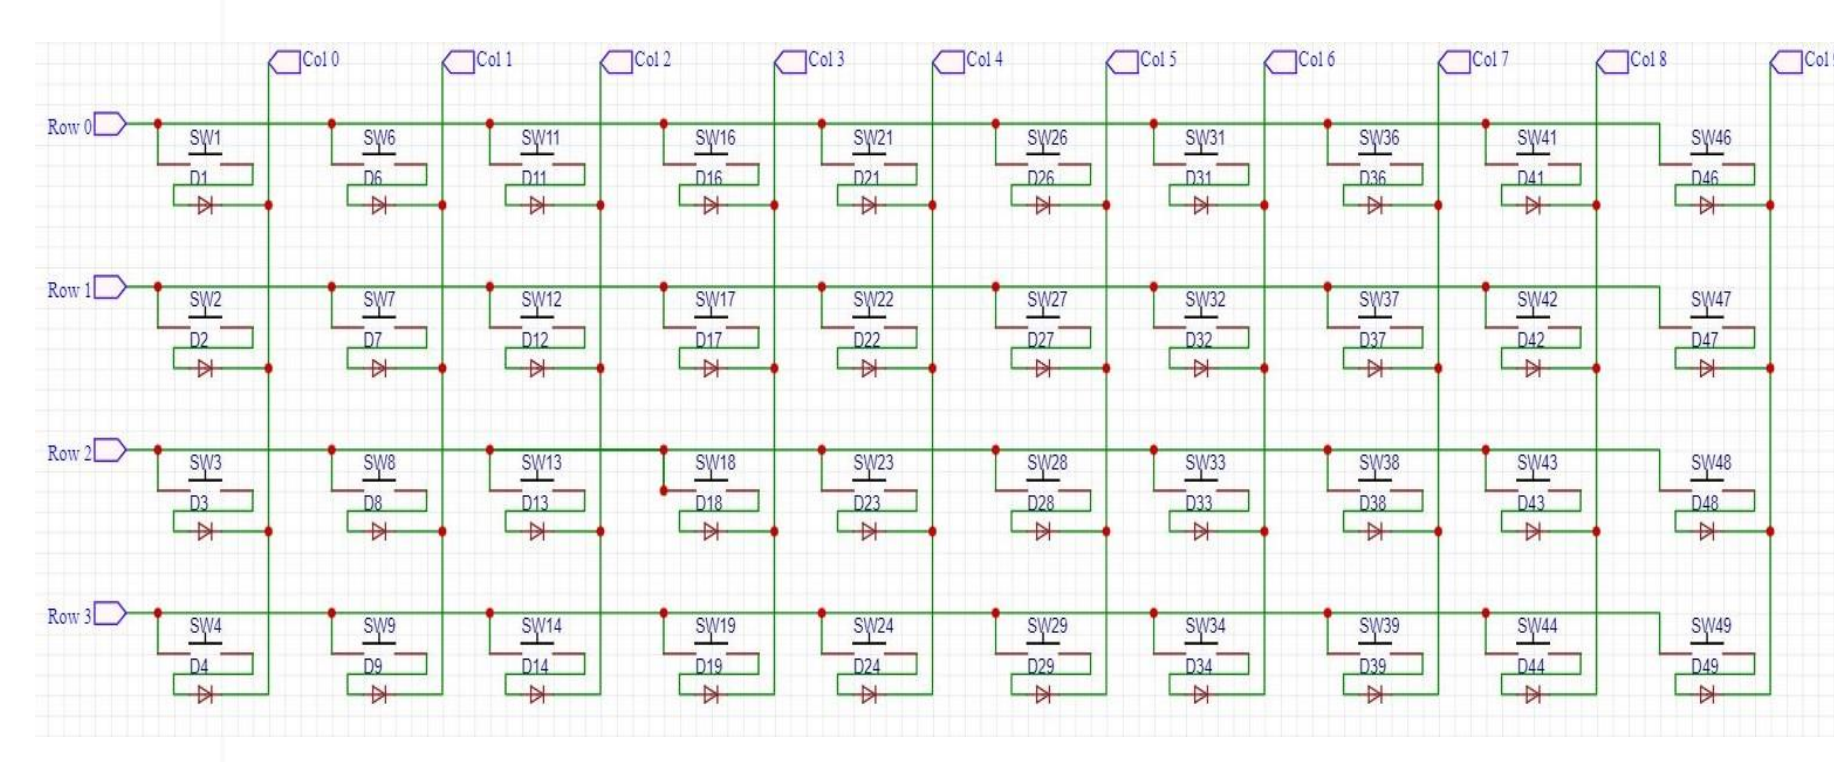 Col 0 Col 1 Col 2 Col 3 Col 4 Col 5 Col 6 Col 7 Col 8 Col
Row 0
SW1 SW6 SW11 SW16 SW21 SW26 SW31 SW36 SW41 SW46
D1 D6 D11 D16 D21 D26 D31 D36 D41 D46
Row 1
SW2 SW7 SW12 SW17 SW22 SW27 SW32 SW37 SW42 SW47
D2 D7 D12 D17 D22 D27 D32 D37 D42 D47
Row 2
SW3 SW8 SW13 SW18 SW23 SW28 SW33 SW38 SW43 SW48
D3 D8 D13 D18 D23 D28 D33 D38 D43 D48
Row 3
SW4 SW9 SW14 SW19 SW24 SW29 SW34 SW39 SW44 SW49
D4 D9 D14 D19 D24 D29 D34 D39 D44 D49